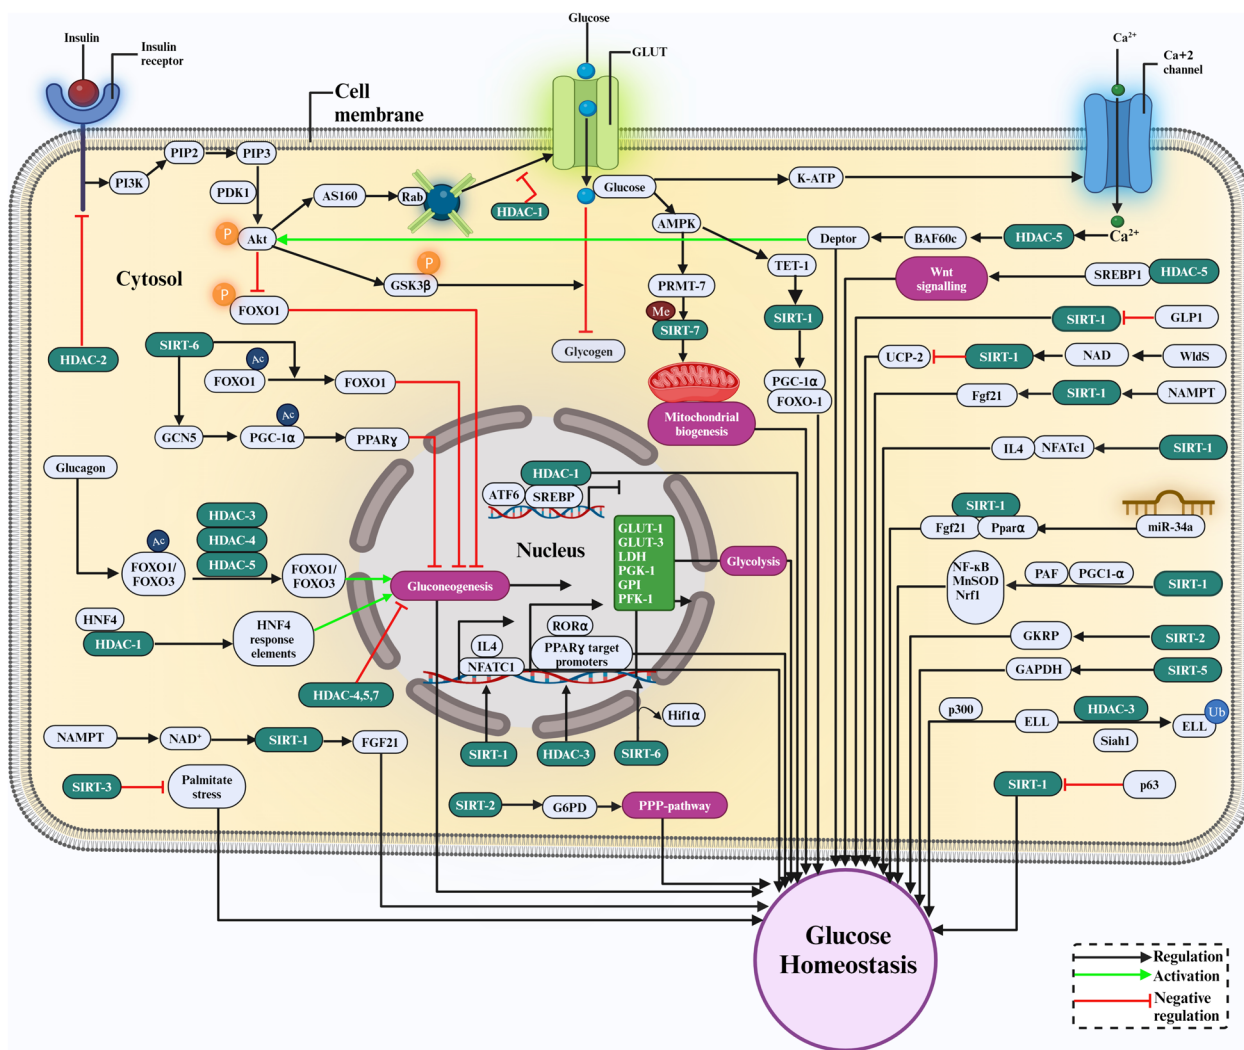 Glucose
Insulin
Insulin
receptor
GLUT
Ca²⁺
Ca+2
channel
Cell
membrane
PIP2
PIP3
PI3K
PDK1
AS160
Rab
HDAC-1
Glucose
K-ATP
AMPK
P
Akt
Deptor
BAF60c
HDAC-5
Ca²⁺
Cytosol
P
GSK3β
TET-1
Wnt
signalling
SREBP1
HDAC-5
P
FOXO1
PRMT-7
Me
SIRT-7
SIRT-1
SIRT-1
GLP1
HDAC-2
SIRT-6
Ac
FOXO1
FOXO1
Glycogen
UCP-2
SIRT-1
NAD
WldS
PGC-1α
FOXO-1
Fgf21
SIRT-1
NAMPT
Mitochondrial
biogenesis
GCN5
Ac
PGC-1α
PPARɣ
IL4
NFATc1
SIRT-1
Glucagon
HDAC-1
ATF6
SREBP
SIRT-1
Fgf21
Pparα
miR-34a
HDAC-3
HDAC-4
HDAC-5
Ac
FOXO1/
FOXO3
FOXO1/
FOXO3
Nucleus
GLUT-1
GLUT-3
LDH
PGK-1
GPI
PFK-1
Glycolysis
Gluconeogenesis
NF-κB
MnSOD
Nrf1
PAF
PGC1-α
SIRT-1
HNF4
HDAC-1
HNF4
response
elements
RORα
PPARɣ target
promoters
IL4
NFATC1
GKRP
SIRT-2
GAPDH
SIRT-5
HDAC-4,5,7
Hif1α
p300
ELL
HDAC-3
Siah1
ELL
Ub
NAMPT
NAD⁺
SIRT-1
FGF21
SIRT-1
HDAC-3
SIRT-6
SIRT-3
Palmitate
stress
SIRT-1
p63
SIRT-2
G6PD
PPP-pathway
Glucose
Homeostasis
Regulation
Activation
Negative
regulation